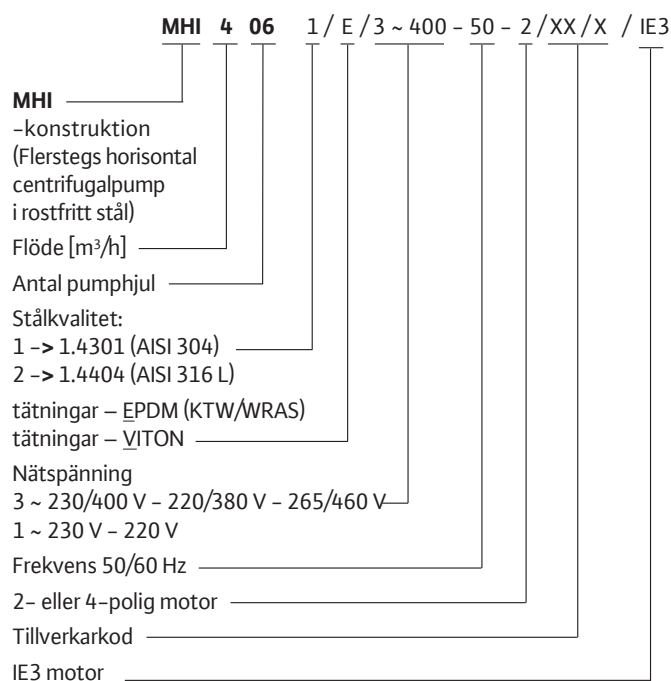 MHI 4 06 1 / E / 3 ~ 400 - 50 - 2 / XX / X / IE3
MHI
-konstruktion
(Flerstegs horisontal
centrifugalpump
i rostfritt stål)
Flöde [m³/h]
Antal pumphjul
Stålkvalitet:
1 -> 1.4301 (AISI 304)
2 -> 1.4404 (AISI 316 L)
tätningar – EPDM (KTW/WRAS)
tätningar – VITON
Nätspänning
3 ~ 230/400 V – 220/380 V – 265/460 V
1 ~ 230 V – 220 V
Frekvens 50/60 Hz
2- eller 4-polig motor
Tillverkarkod
IE3 motor